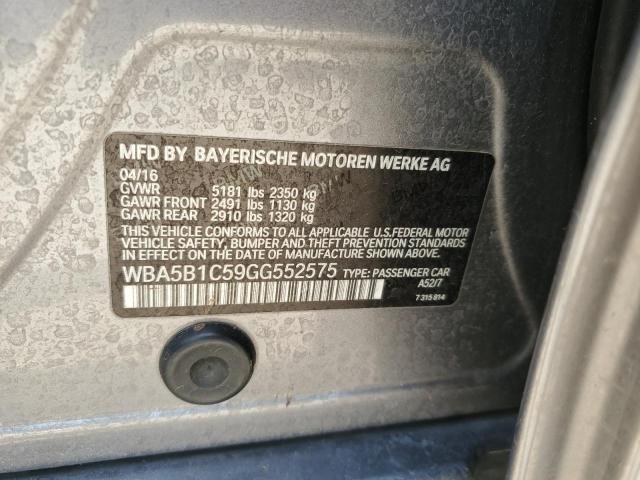 MFD BY BAYERISCHE MOTOREN WERKE AG
04/16
GVWR 5181 lbs 2350 kg
GAWR FRONT 2491 lbs 1130 kg
GAWR REAR 2910 lbs 1320 kg
THIS VEHICLE CONFORMS TO ALL APPLICABLE U.S.FEDERAL MOTOR
VEHICLE SAFETY, BUMPER AND THEFT PREVENTION STANDARDS
IN EFFECT ON THE DATE OF MANUFACTURE SHOWN ABOVE.
WBA5B1C59GG552575 TYPE: PASSENGER CAR
A52/7
7 315 814